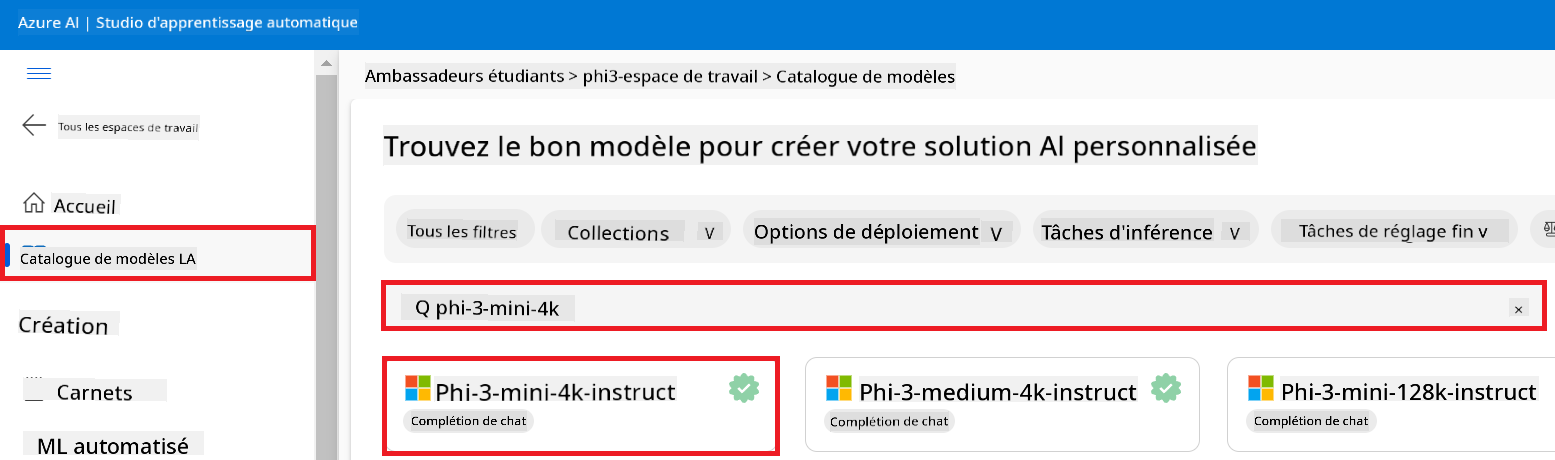 Azure AI | Studio d'apprentissage automatique
Tous les espaces de travail
Accueil
Catalogue de modèles LA
Création
Carnets
ML automatisé
Ambassadeurs étudiants > phi3-espace de travail > Catalogue de modèles
Trouvez le bon modèle pour créer votre solution AI personnalisée
Tous les filtres
Collections v
Options de déploiement v
Tâches d'inférence v
Tâches de réglage fin v
Q phi-3-mini-4k ×
Phi-3-mini-4k-instruct
Complétion de chat
Phi-3-medium-4k-instruct
Complétion de chat
Phi-3-mini-128k-instruct
Complétion de chat